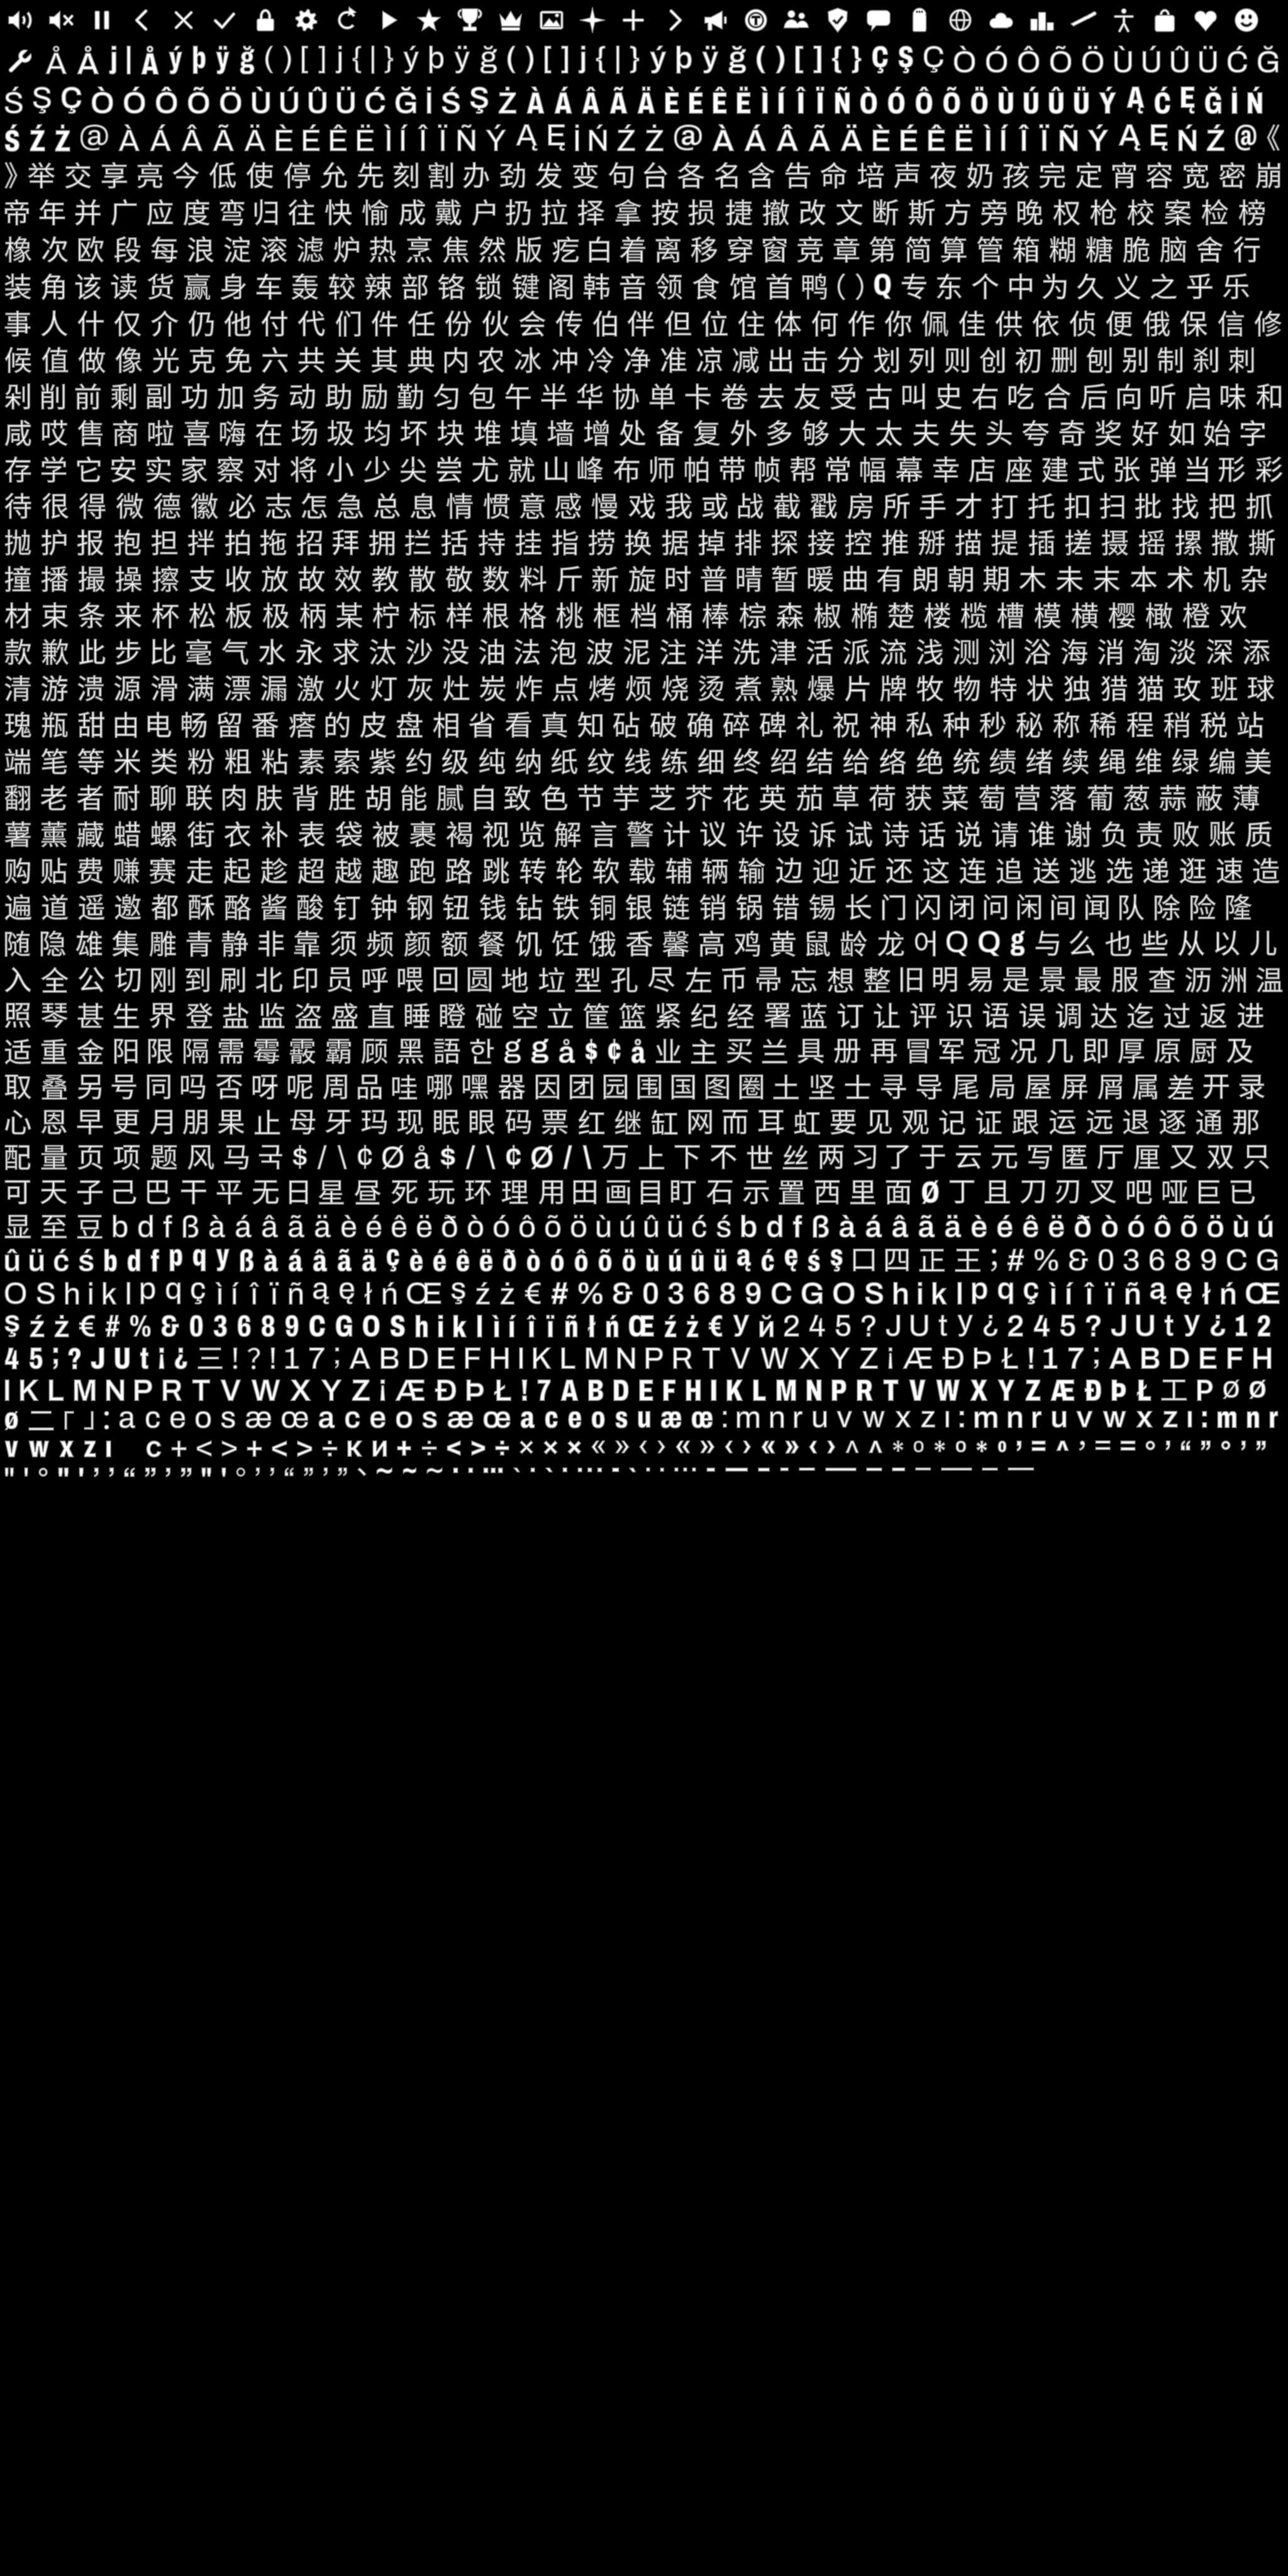 Å Å j | Å ý þ ÿ ğ ( ) [ ] j { | } ý þ ÿ ğ ( ) [ ] j { | } ý þ ÿ ğ ( ) [ ] { } Ç Ş Ç Ò Ó Ô Õ Ö Ù Ú Û Ü Ć Ğ
Ś Ş Ç Ò Ó Ô Õ Ö Ù Ú Û Ü Ć Ğ İ Ś Ş Ż À Á Â Ã Ä È É Ê Ë Ì Í Î Ï Ñ Ò Ó Ô Õ Ö Ù Ú Û Ü Ý Ą Ć Ę Ğ İ Ń
Ś Ź Ż @ À Á Â Ã Ä È É Ê Ë Ì Í Î Ï Ñ Ý Ą Ę İ Ń Ź Ż @ À Á Â Ã Ä È É Ê Ë Ì Í Î Ï Ñ Ý Ą Ę Ń Ź @ 《
》 举 交 享 亮 今 低 使 停 允 先 刻 割 办 劲 发 变 句 台 各 名 含 告 命 培 声 夜 奶 孩 完 定 宵 容 宽 密 崩
帝 年 并 广 应 度 弯 归 往 快 愉 成 戴 户 扔 拉 择 拿 按 损 捷 撤 改 文 断 斯 方 旁 晚 权 枪 校 案 检 榜
橡 次 欧 段 每 浪 淀 滚 滤 炉 热 烹 焦 然 版 疙 白 着 离 移 穿 窗 竞 章 第 简 算 管 箱 糊 糖 脆 脑 舍 行
装 角 该 读 货 赢 身 车 轰 较 辣 部 铬 锁 键 阁 韩 音 领 食 馆 首 鸭 ( ) Q 专 东 个 中 为 久 义 之 乎 乐
事 人 什 仅 介 仍 他 付 代 们 件 任 份 伙 会 传 伯 伴 但 位 住 体 何 作 你 佩 佳 供 依 侦 便 俄 保 信 修
候 值 做 像 光 克 免 六 共 关 其 典 内 农 冰 冲 冷 净 准 凉 减 出 击 分 划 列 则 创 初 删 刨 别 制 刹 刺
剁 削 前 剩 副 功 加 务 动 助 励 勤 匀 包 午 半 华 协 单 卡 卷 去 友 受 古 叫 史 右 吃 合 后 向 听 启 味 和
咸 哎 售 商 啦 喜 嗨 在 场 圾 均 坏 块 堆 填 墙 增 处 备 复 外 多 够 大 太 夫 失 头 夸 奇 奖 好 如 始 字
存 学 它 安 实 家 察 对 将 小 少 尖 尝 尤 就 山 峰 布 师 帕 带 帧 帮 常 幅 幕 幸 店 座 建 式 张 弹 当 形 彩
待 很 得 微 德 徽 必 志 怎 急 总 息 情 惯 意 感 慢 戏 我 或 战 截 戳 房 所 手 才 打 托 扣 扫 批 找 把 抓
抛 护 报 抱 担 拌 拍 拖 招 拜 拥 拦 括 持 挂 指 捞 换 据 掉 排 探 接 控 推 掰 描 提 插 搓 摄 摇 摞 撒 撕
撞 播 撮 操 擦 支 收 放 故 效 教 散 敬 数 料 斤 新 旋 时 普 晴 暂 暖 曲 有 朗 朝 期 木 未 末 本 术 机 杂
材 束 条 来 杯 松 板 极 柄 某 柠 标 样 根 格 桃 框 档 桶 棒 棕 森 椒 椭 楚 楼 榄 槽 模 横 樱 橄 橙 欢
款 歉 此 步 比 毫 气 水 永 求 汰 沙 没 油 法 泡 波 泥 注 洋 洗 津 活 派 流 浅 测 浏 浴 海 消 淘 淡 深 添
清 游 溃 源 滑 满 漂 漏 激 火 灯 灰 灶 炭 炸 点 烤 烦 烧 烫 煮 熟 爆 片 牌 牧 物 特 状 独 猎 猫 玫 班 球
瑰 瓶 甜 由 电 畅 留 番 瘩 的 皮 盘 相 省 看 真 知 砧 破 确 碎 碑 礼 祝 神 私 种 秒 秘 称 稀 程 稍 税 站
端 笔 等 米 类 粉 粗 粘 素 索 紫 约 级 纯 纳 纸 纹 线 练 细 终 绍 结 给 络 绝 统 绩 绪 续 绳 维 绿 编 美
翻 老 者 耐 聊 联 肉 肤 背 胜 胡 能 腻 自 致 色 节 芋 芝 芥 花 英 茄 草 荷 获 菜 萄 营 落 葡 葱 蒜 蔽 薄
薯 薰 藏 蜡 螺 街 衣 补 表 袋 被 裹 褐 视 览 解 言 警 计 议 许 设 诉 试 诗 话 说 请 谁 谢 负 责 败 账 质
购 贴 费 赚 赛 走 起 趁 超 越 趣 跑 路 跳 转 轮 软 载 辅 辆 输 边 迎 近 还 这 连 追 送 逃 选 递 逛 速 造
遍 道 遥 邀 都 酥 酪 酱 酸 钉 钟 钢 钮 钱 钻 铁 铜 银 链 销 锅 错 锡 长 门 闪 闭 问 闲 间 闻 队 除 险 隆
随 隐 雄 集 雕 青 静 非 靠 须 频 颜 额 餐 饥 饪 饿 香 馨 高 鸡 黄 鼠 龄 龙 어 Q Q g 与 么 也 些 从 以 儿
入 全 公 切 刚 到 刷 北 印 员 呼 喂 回 圆 地 垃 型 孔 尽 左 币 帚 忘 想 整 旧 明 易 是 景 最 服 查 沥 洲 温
照 琴 甚 生 界 登 盐 监 盗 盛 直 睡 瞪 碰 空 立 筐 篮 紧 纪 经 署 蓝 订 让 评 识 语 误 调 达 迄 过 返 进
适 重 金 阳 限 隔 需 霉 霰 霸 顾 黑 語 한 g g å $ ¢ å 业 主 买 兰 具 册 再 冒 军 冠 况 几 即 厚 原 厨 及
取 叠 另 号 同 吗 否 呀 呢 周 品 哇 哪 嘿 器 因 团 园 围 国 图 圈 土 坚 士 寻 导 尾 局 屋 屏 屑 属 差 开 录
心 恩 早 更 月 朋 果 止 母 牙 玛 现 眠 眼 码 票 红 继 缸 网 而 耳 虹 要 见 观 记 证 跟 运 远 退 逐 通 那
配 量 页 项 题 风 马 국 $ / \ ¢ Ø å $ / \ ¢ Ø / \ 万 上 下 不 世 丝 两 习 了 于 云 元 写 匿 厅 厘 又 双 只
可 天 子 己 巴 干 平 无 日 星 昼 死 玩 环 理 用 田 画 目 盯 石 示 置 西 里 面 Ø 丁 且 刀 刃 叉 吧 哑 巨 已
显 至 豆 b d f ß à á â ã ä è é ê ë ð ò ó ô õ ö ù ú û ü ć ś b d f ß à á â ã ä è é ê ë ð ò ó ô õ ö ù ú
û ü ć ś b d f p q y ß à á â ã ä ç è é ê ë ð ò ó ô õ ö ù ú û ü ą ć ę ś ş 口 四 正 王 ; # % & 0 3 6 8 9 C G
O S h i k l p q ç ì í î ï ñ ą ę ł ń Œ ş ź ż € # % & 0 3 6 8 9 C G O S h i k l p q ç ì í î ï ñ ą ę ł ń Œ
ş ź ż € # % & 0 3 6 8 9 C G O S h i k l ì í î ï ñ ł ń Œ ź ż € у й 2 4 5 ? J U t y ¿ 2 4 5 ? J U t y ¿ 1 2
4 5 ; ? J U t ¡ ¿ 三 ! ? ! 1 7 ; A B D E F H I K L M N P R T V W X Y Z ¡ Æ Ð Þ Ł ! 1 7 ; A B D E F H
I K L M N P R T V W X Y Z ¡ Æ Ð Þ Ł ! 7 A B D E F H I K L M N P R T V W X Y Z Æ Ð Þ Ł 工 Р ø ø
ø 二 「 」 : a c e o s æ œ a c e o s æ œ a c e o s u æ œ : m n r u v w x z ı : m n r u v w x z ı : m n r
v w x z ı с + < > + < > ÷ к и + ÷ < > ÷ × × × « » ‹ › « » ‹ › « » ‹ › ^ ^ * º * º * º ’ = ^ ’ = = ° ’ “ ” ° ’ ”